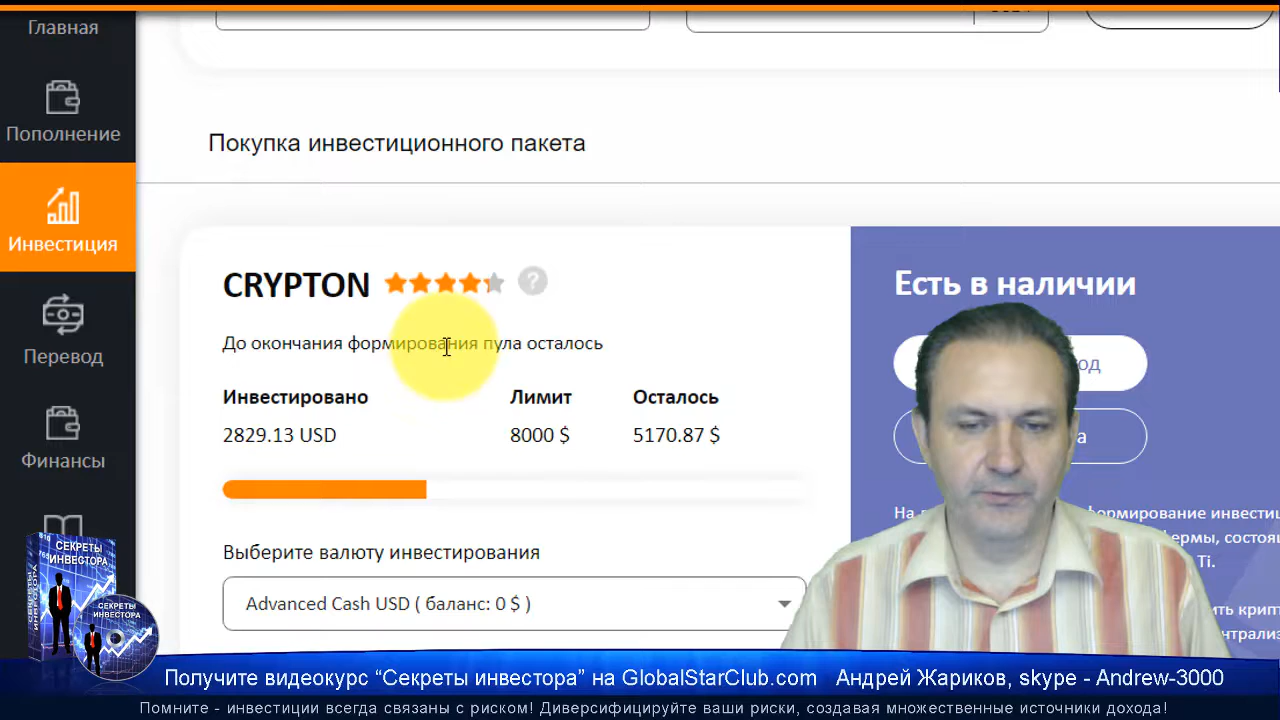 Главная
Пополнение
Инвестиция
Перевод
Финансы
Покупка инвестиционного пакета
CRYPTON
?
До окончания формирования пула осталось
Инвестировано Лимит Осталось
2829.13 USD 8000 $ 5170.87 $
Выберите валюту инвестирования
Advanced Cash USD ( баланс: 0 $ )
Есть в наличии
Ti.
СЕКРЕТЫ
ИНВЕСТОРА
СЕКРЕТЫ ИНВЕСТОРА
СЕКРЕТЫ
ИНВЕСТОРА
Получите видеокурс “Секреты инвестора” на GlobalStarClub.com Андрей Жариков, skype - Andrew-3000
Помните - инвестиции всегда связаны с риском! Диверсифицируйте ваши риски, создавая множественные источники дохода!